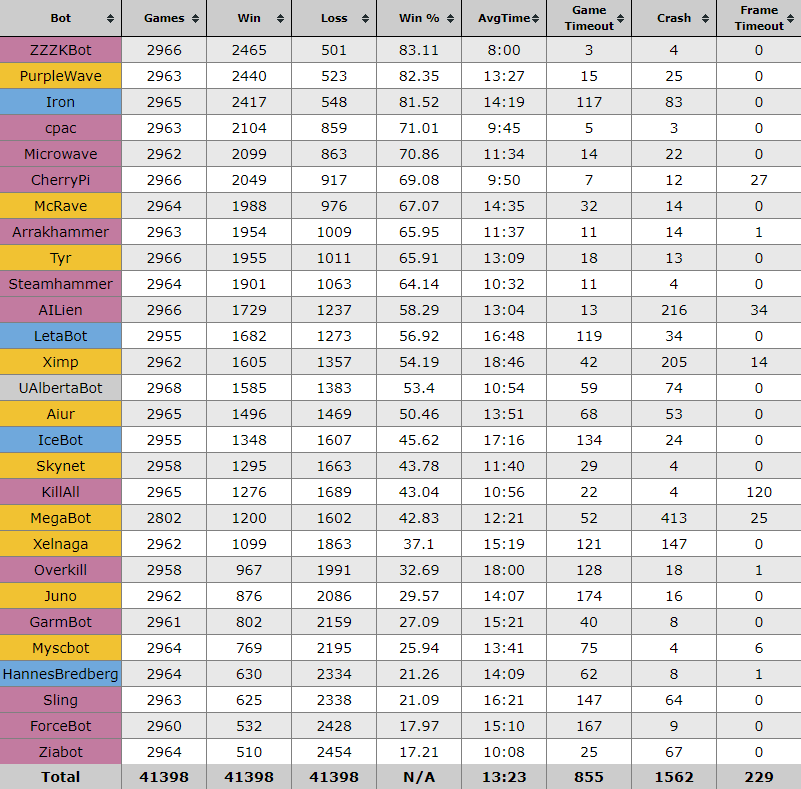 Bot Games Win Loss Win % AvgTime Game Timeout Crash Frame Timeout
ZZZKBot 2966 2465 501 83.11 8:00 3 4 0
PurpleWave 2963 2440 523 82.35 13:27 15 25 0
Iron 2965 2417 548 81.52 14:19 117 83 0
cpac 2963 2104 859 71.01 9:45 5 3 0
Microwave 2962 2099 863 70.86 11:34 14 22 0
CherryPi 2966 2049 917 69.08 9:50 7 12 27
McRave 2964 1988 976 67.07 14:35 32 14 0
Arrakhammer 2963 1954 1009 65.95 11:37 11 14 1
Tyr 2966 1955 1011 65.91 13:09 18 13 0
Steamhammer 2964 1901 1063 64.14 10:32 11 4 0
AILien 2966 1729 1237 58.29 13:04 13 216 34
LetaBot 2955 1682 1273 56.92 16:48 119 34 0
Ximp 2962 1605 1357 54.19 18:46 42 205 14
UAlbertaBot 2968 1585 1383 53.4 10:54 59 74 0
Aiur 2965 1496 1469 50.46 13:51 68 53 0
IceBot 2955 1348 1607 45.62 17:16 134 24 0
Skynet 2958 1295 1663 43.78 11:40 29 4 0
KillAll 2965 1276 1689 43.04 10:56 22 4 120
MegaBot 2802 1200 1602 42.83 12:21 52 413 25
Xelnaga 2962 1099 1863 37.1 15:19 121 147 0
Overkill 2958 967 1991 32.69 18:00 128 18 1
Juno 2962 876 2086 29.57 14:07 174 16 0
GarmBot 2961 802 2159 27.09 15:21 40 8 0
Myscbot 2964 769 2195 25.94 13:41 75 4 6
HannesBredberg 2964 630 2334 21.26 14:09 62 8 1
Sling 2963 625 2338 21.09 16:21 147 64 0
ForceBot 2960 532 2428 17.97 15:10 167 9 0
Ziabot 2964 510 2454 17.21 10:08 25 67 0
Total 41398 41398 41398 N/A 13:23 855 1562 229